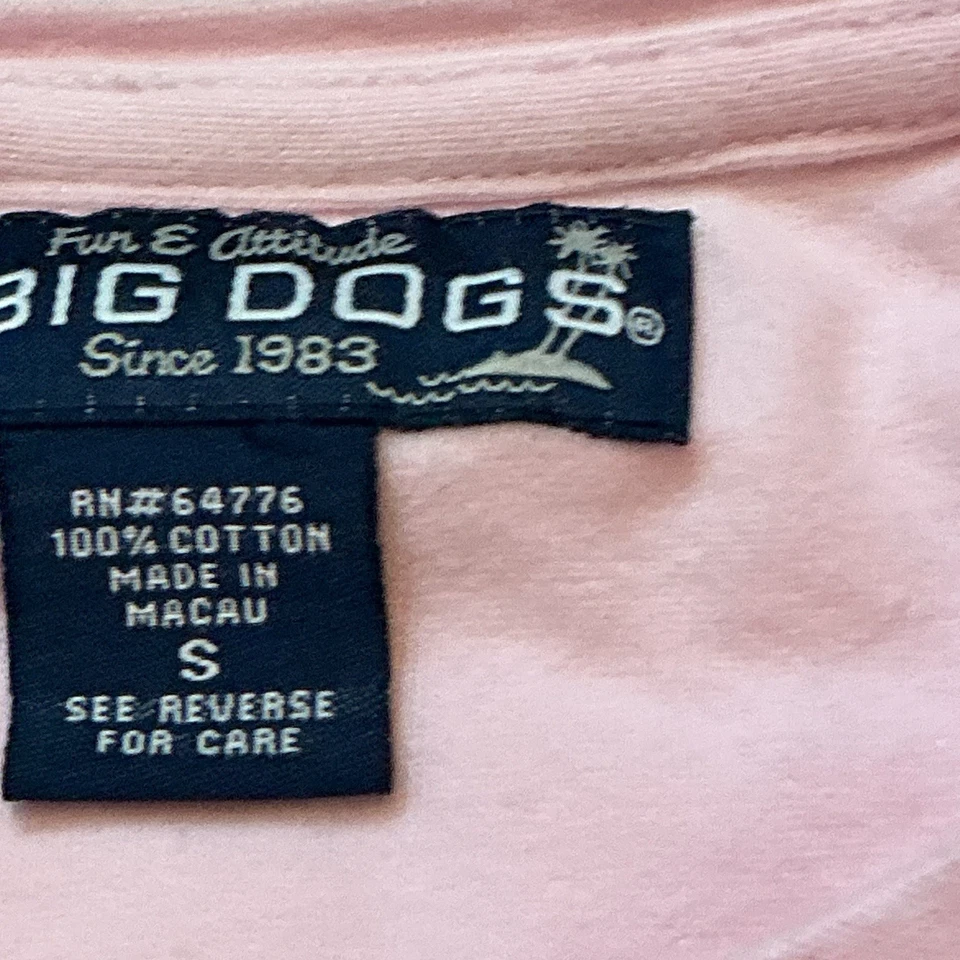 Fun & Attitude
BIG DOGS®
Since 1983
RN#64776
100% COTTON
MADE IN
MACAU
S
SEE REVERSE
FOR CARE